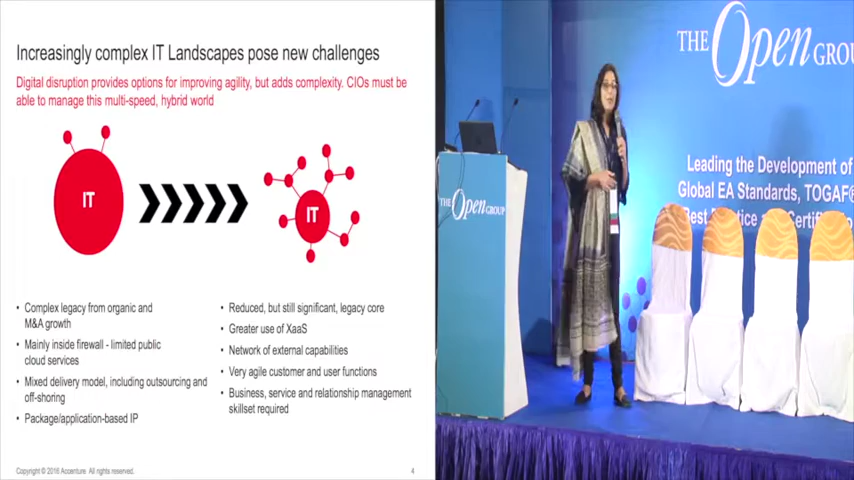 Increasingly complex IT Landscapes pose new challenges
Digital disruption provides options for improving agility, but adds complexity. CIOs must be
able to manage this multi-speed, hybrid world
IT
IT
• Complex legacy from organic and
M&A growth
• Mainly inside firewall - limited public
cloud services
• Mixed delivery model, including outsourcing and
off-shoring
• Package/application-based IP
• Reduced, but still significant, legacy core
• Greater use of XaaS
• Network of external capabilities
• Very agile customer and user functions
• Business, service and relationship management
skillset required
Copyright © 2016 Accenture All rights reserved.
4
THE Open GROU
Leading the Development of
Global EA Standards, TOGAF®
Best Practice and Certific
THE Open GROUP